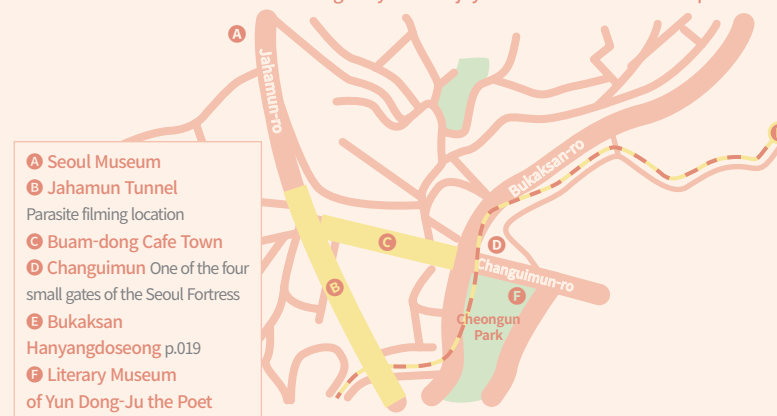 A
Jahamun-ro
Bukaksan-ro
A Seoul Museum
B Jahamun Tunnel
Parasite filming location
C Buam-dong Cafe Town
D Changuimun One of the four
small gates of the Seoul Fortress
E Bukaksan
Hanyangdoseong p.019
F Literary Museum
of Yun Dong-Ju the Poet
C
D
Changuimun-ro
B
F
Cheongun
Park